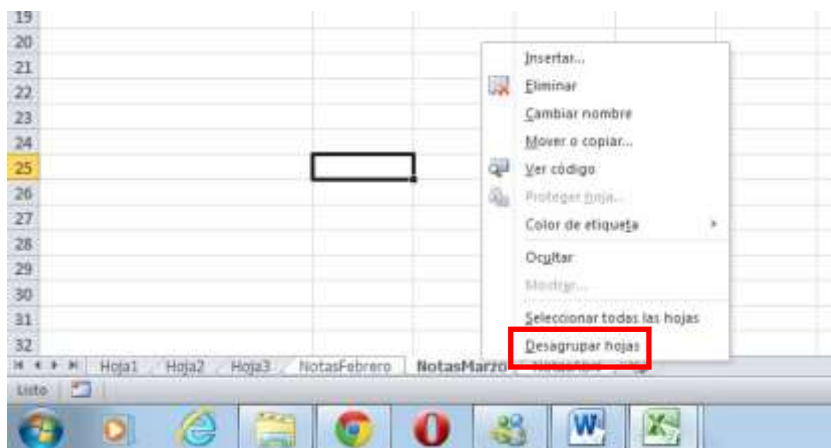 19
20
21
22
23
24
25
26
27
28
29
30
31
32
Insertar...
Eliminar
Cambiar nombre
Mover o copiar...
Ver código
Proteger hoja...
Color de etiqueta
Ocultar
Mostrar...
Seleccionar todas las hojas
Desagrupar hojas
Hoja1 Hoja2 Hoja3 NotasFebrero NotasMarzo
Listo